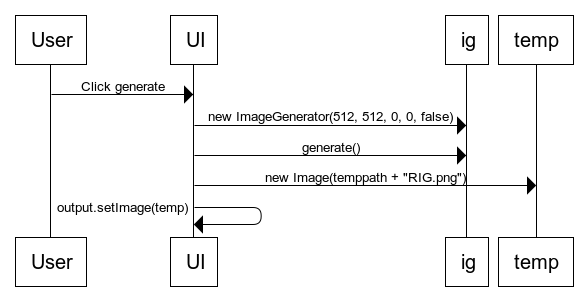 User
UI
ig
temp
Click generate
new ImageGenerator(512, 512, 0, 0, false)
generate()
new Image(temppath + "RIG.png")
output.setImage(temp)
User
UI
ig
temp